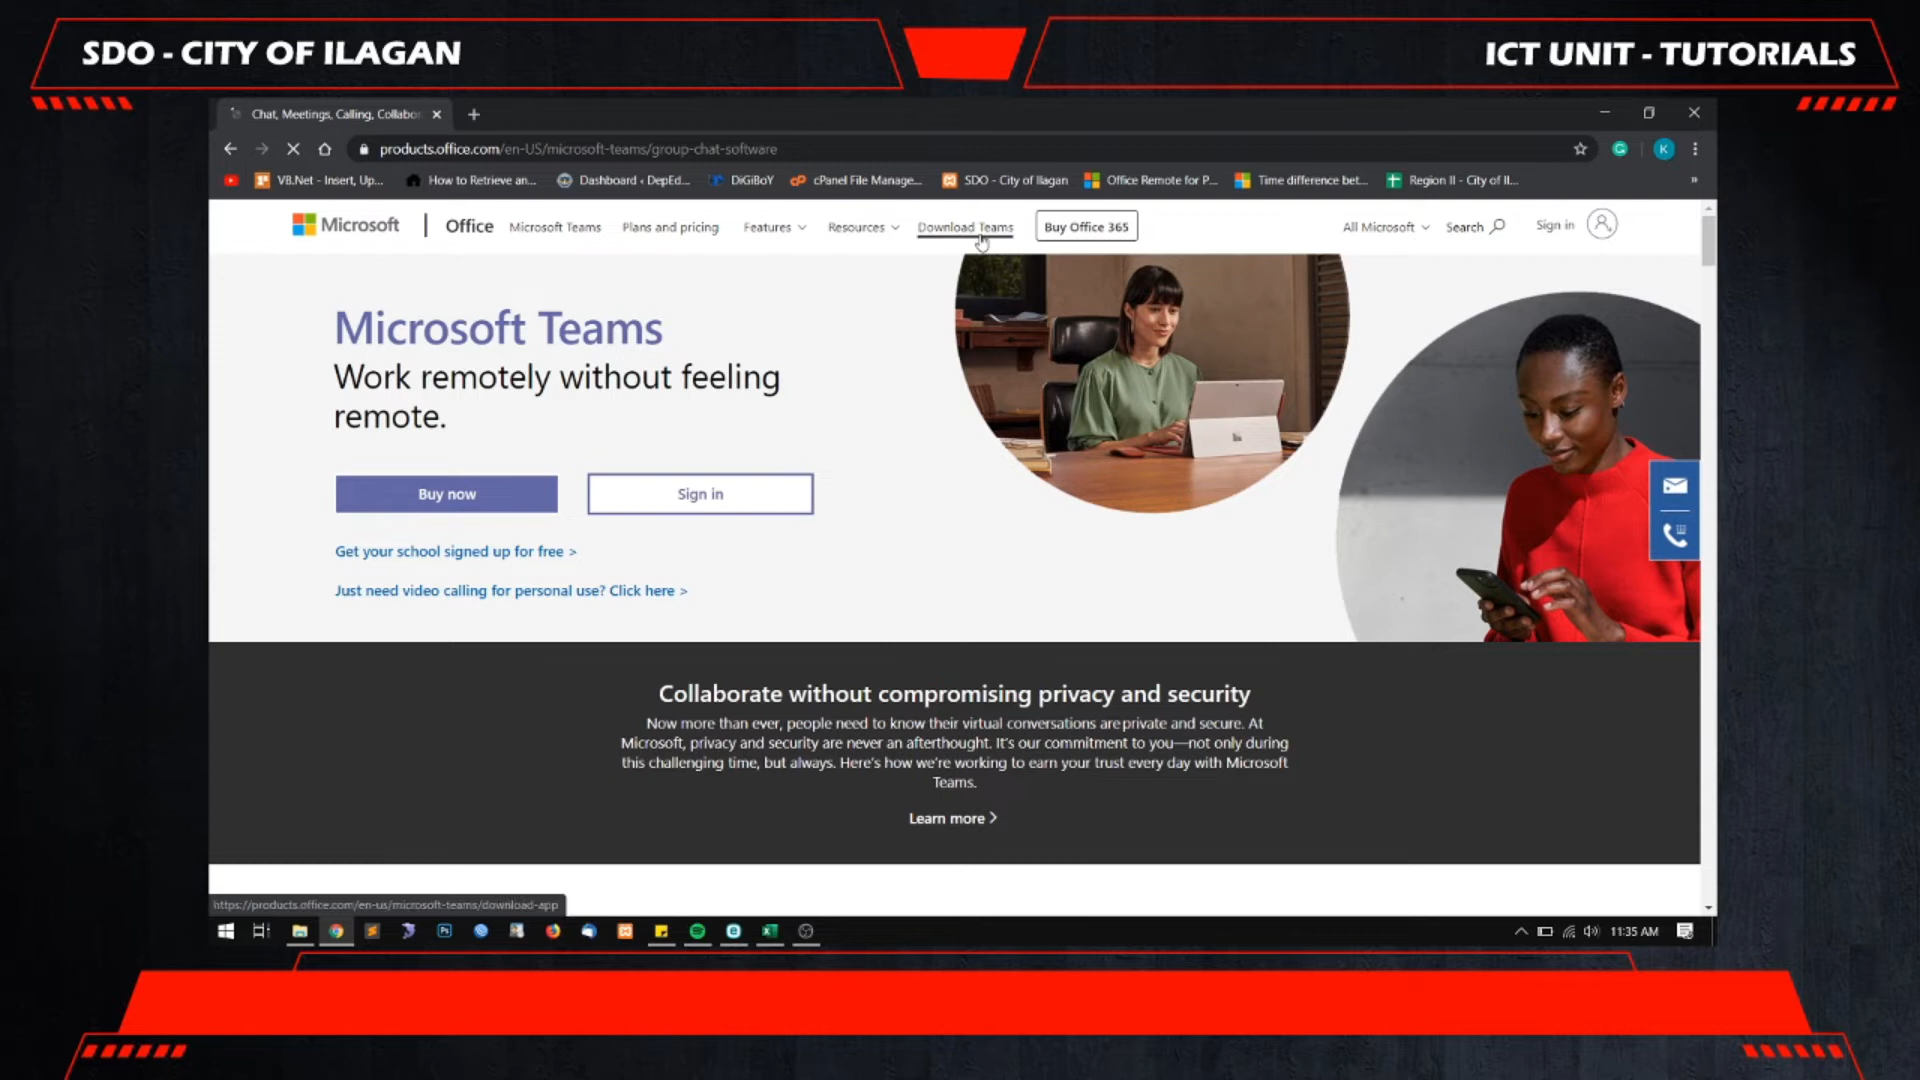 SDO - CITY OF ILAGAN
ICT UNIT - TUTORIALS
Chat, Meetings, Calling, Collabor
products.office.com/en-US/microsoft-teams/group-chat-software
K
VB.Net - Insert, Up...
How to Retrieve an...
Dashboard ‹ DepEd...
DiGiBoY
cPanel File Manage...
SDO - City of Ilagan
Office Remote for P...
Time difference bet...
Region II - City of Il...
»
Microsoft | Office
Microsoft Teams
Plans and pricing
Features
Resources
Download Teams
Buy Office 365
All Microsoft
Search
Sign in
Microsoft Teams
Work remotely without feeling
remote.
Buy now
Sign in
Get your school signed up for free >
Just need video calling for personal use? Click here >
Collaborate without compromising privacy and security
Now more than ever, people need to know their virtual conversations are private and secure. At
Microsoft, privacy and security are never an afterthought. It's our commitment to you—not only during
this challenging time, but always. Here's how we're working to earn your trust every day with Microsoft
Teams.
Learn more >
https://products.office.com/en-us/microsoft-teams/download-app
11:35 AM